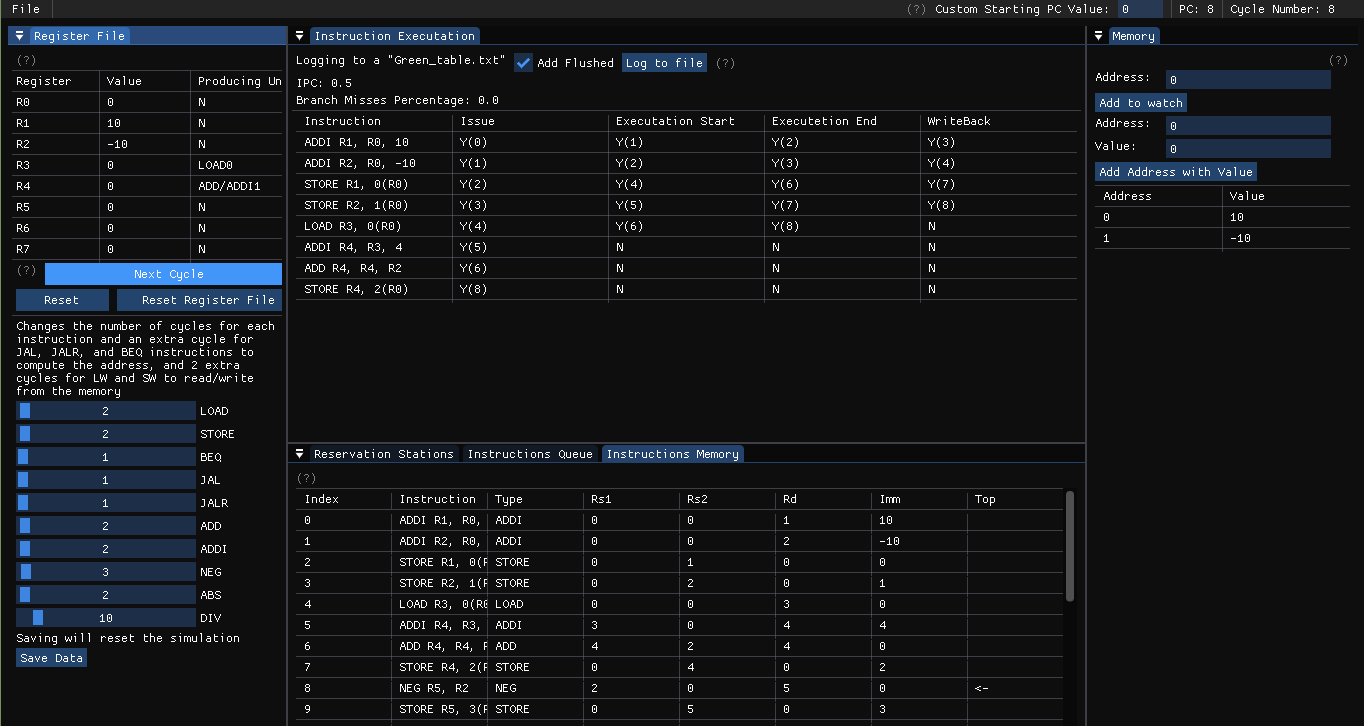 File (?) Custom Starting PC Value: 0 PC: 8 Cycle Number: 8
Register File
(?)
Register Value Producing Un
R0 0 N
R1 10 N
R2 -10 N
R3 0 LOAD0
R4 0 ADD/ADDI1
R5 0 N
R6 0 N
R7 0 N
(?) Next Cycle
Reset Reset Register File
Changes the number of cycles for each
instruction and an extra cycle for
JAL, JALR, and BEQ instructions to
compute the address, and 2 extra
cycles for LW and SW to read/write
from the memory
2 LOAD
2 STORE
1 BEQ
1 JAL
1 JALR
2 ADD
2 ADDI
3 NEG
2 ABS
10 DIV
Saving will reset the simulation
Save Data
Instruction Execution
Logging to a "Green_table.txt" Add Flushed Log to file (?)
IPC: 0.5
Branch Misses Percentage: 0.0
Instruction Issue Executation Start Executetion End WriteBack
ADDI R1, R0, 10 Y(0) Y(1) Y(2) Y(3)
ADDI R2, R0, -10 Y(1) Y(2) Y(3) Y(4)
STORE R1, 0(R0) Y(2) Y(4) Y(6) Y(7)
STORE R2, 1(R0) Y(3) Y(5) Y(7) Y(8)
LOAD R3, 0(R0) Y(4) Y(6) Y(8) N
ADDI R4, R3, 4 Y(5) N N N
ADD R4, R4, R2 Y(6) N N N
STORE R4, 2(R0) Y(8) N N N
Reservation Stations Instructions Queue Instructions Memory
(?)
Index Instruction Type Rs1 Rs2 Rd Imm Top
0 ADDI R1, R0, ADDI 0 0 1 10
1 ADDI R2, R0, ADDI 0 0 2 -10
2 STORE R1, 0(R STORE 0 1 0 0
3 STORE R2, 1(R STORE 0 2 0 1
4 LOAD R3, 0(R0 LOAD 0 0 3 0
5 ADDI R4, R3, ADDI 3 0 4 4
6 ADD R4, R4, R ADD 4 2 4 0
7 STORE R4, 2(R STORE 0 4 0 2
8 NEG R5, R2 NEG 2 0 5 0 <-
9 STORE R5, 3(R STORE 0 5 0 3
Memory
(?)
Address: 0
Add to watch
Address: 0
Value: 0
Add Address with Value
Address Value
0 10
1 -10